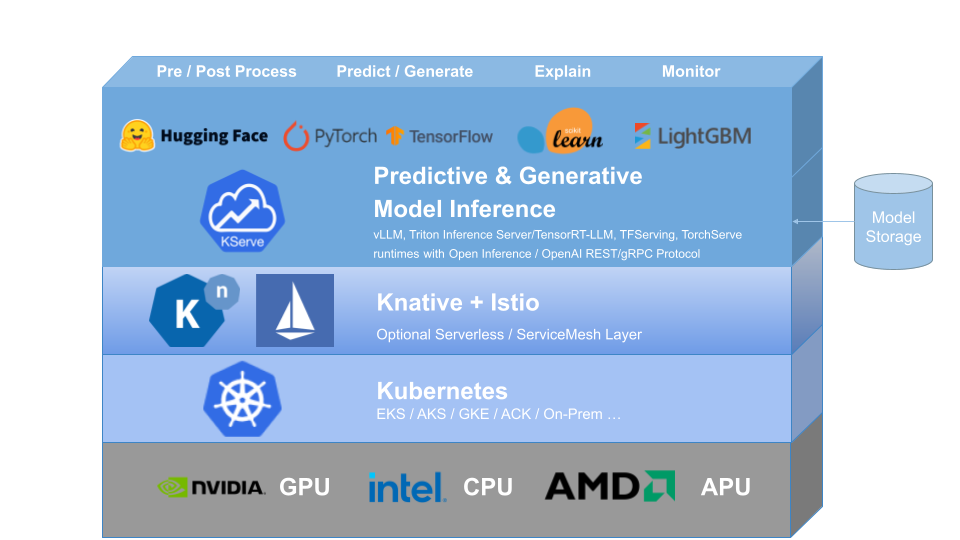 Pre / Post Process Predict / Generate Explain Monitor
Hugging Face PyTorch TensorFlow scikit learn LightGBM
Predictive & Generative
Model Inference
KServe
vLLM, Triton Inference Server/TensorRT-LLM, TFServing, TorchServe
runtimes with Open Inference / OpenAI REST/gRPC Protocol
Model
Storage
K n
Knative + Istio
Optional Serverless / ServiceMesh Layer
Kubernetes
EKS / AKS / GKE / ACK / On-Prem …
NVIDIA. GPU intel. CPU AMD APU